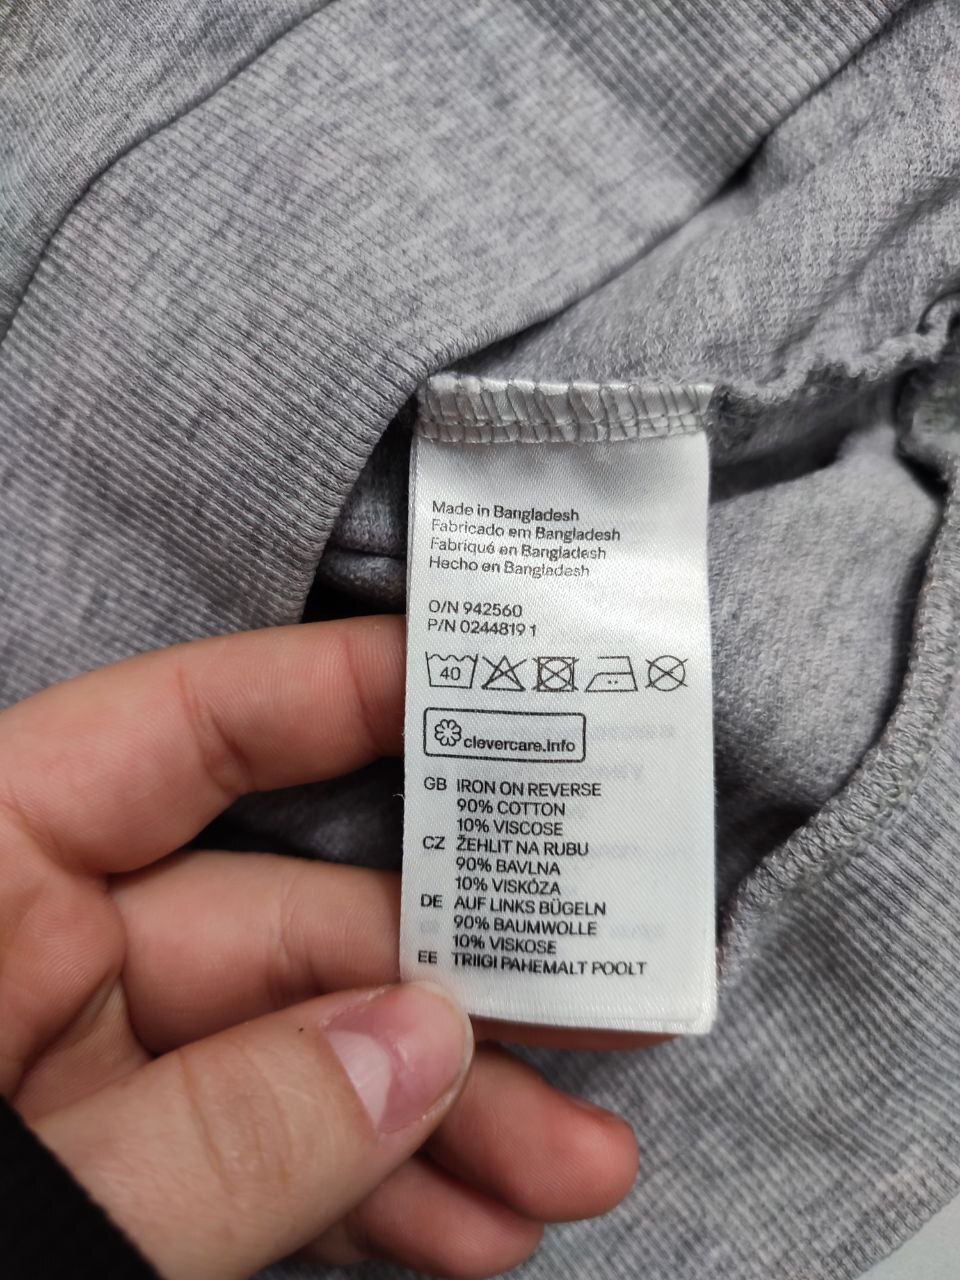 Made in Bangladesh
Fabricado em Bangladesh
Fabriqué en Bangladesh
Hecho en Bangladesh
O/N 942560
P/N 0244819 1
40
clevercare.info
GB IRON ON REVERSE
90% COTTON
10% VISCOSE
CZ ŽEHLIT NA RUBU
90% BAVLNA
10% VISKÓZA
DE AUF LINKS BÜGELN
90% BAUMWOLLE
10% VISKOSE
EE TRIIGI PAHEMALT POOLT